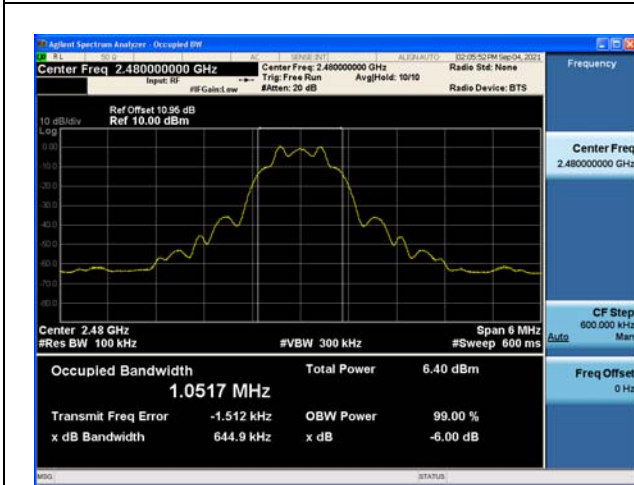 Agilent Spectrum Analyzer - Occupied BW
RL 50 Ω AC SENSE:INT ALIGN AUTO 02:05:52 PM Sep 04, 2021
Center Freq 2.480000000 GHz
Input: RF
#IFGain:Low
Center Freq: 2.480000000 GHz
Trig: Free Run Avg|Hold: 10/10
#Atten: 20 dB
Radio Std: None
Radio Device: BTS
Ref Offset 10.95 dB
10 dB/div Ref 10.00 dBm
Log
0.00
-10.0
-20.0
-30.0
-40.0
-50.0
-60.0
-70.0
-80.0
Center 2.48 GHz Span 6 MHz
#Res BW 100 kHz #VBW 300 kHz #Sweep 600 ms
Occupied Bandwidth Total Power 6.40 dBm
1.0517 MHz
Transmit Freq Error -1.512 kHz OBW Power 99.00 %
x dB Bandwidth 644.9 kHz x dB -6.00 dB
MSG STATUS
Frequency
Center Freq
2.480000000 GHz
CF Step
600.000 kHz
Auto Man
Freq Offset
0 Hz